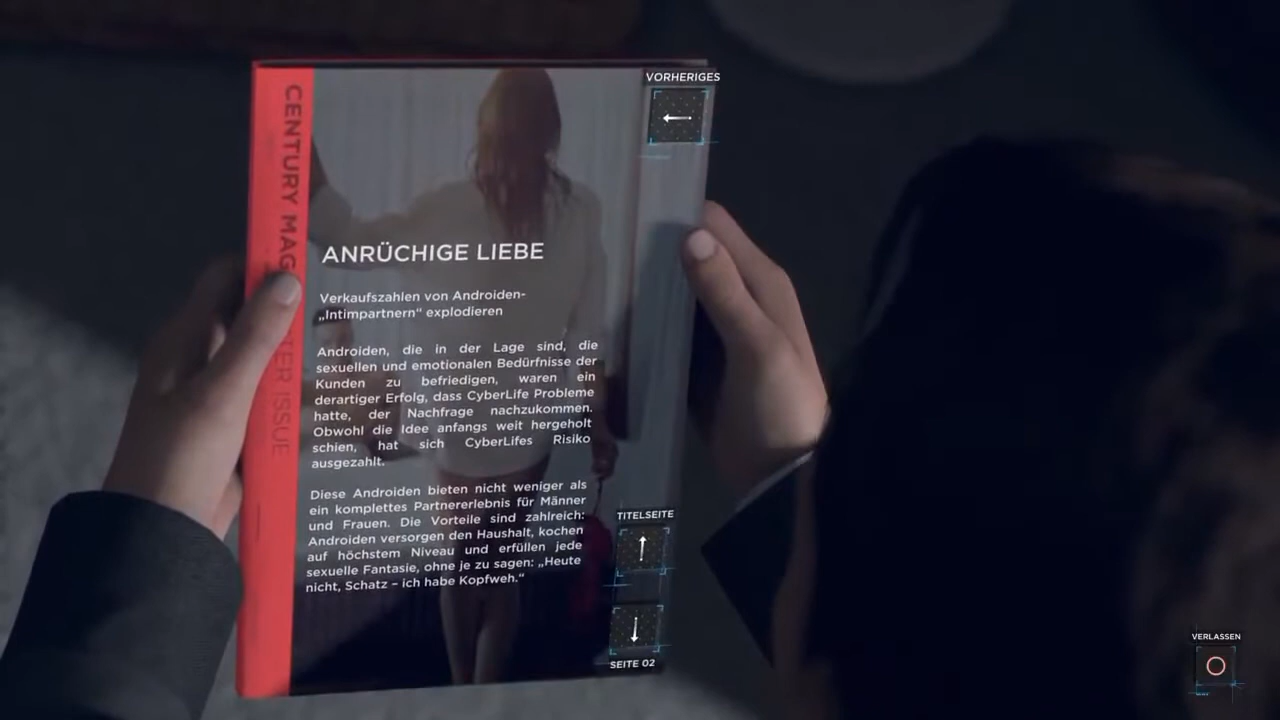 CENTURY MAG
TER ISSUE
VORHERIGES
ANRÜCHIGE LIEBE
Verkaufszahlen von Androiden-
„Intimpartnern“ explodieren
Androiden, die in der Lage sind, die
sexuellen und emotionalen Bedürfnisse der
Kunden zu befriedigen, waren ein
derartiger Erfolg, dass CyberLife Probleme
hatte, der Nachfrage nachzukommen.
Obwohl die Idee anfangs weit hergeholt
schien, hat sich CyberLifes Risiko
ausgezahlt.
Diese Androiden bieten nicht weniger als
ein komplettes Partnererlebnis für Männer
und Frauen. Die Vorteile sind zahlreich:
Androiden versorgen den Haushalt, kochen
auf höchstem Niveau und erfüllen jede
sexuelle Fantasie, ohne je zu sagen: „Heute
nicht, Schatz – ich habe Kopfweh.“
TITELSEITE
SEITE 02
VERLASSEN